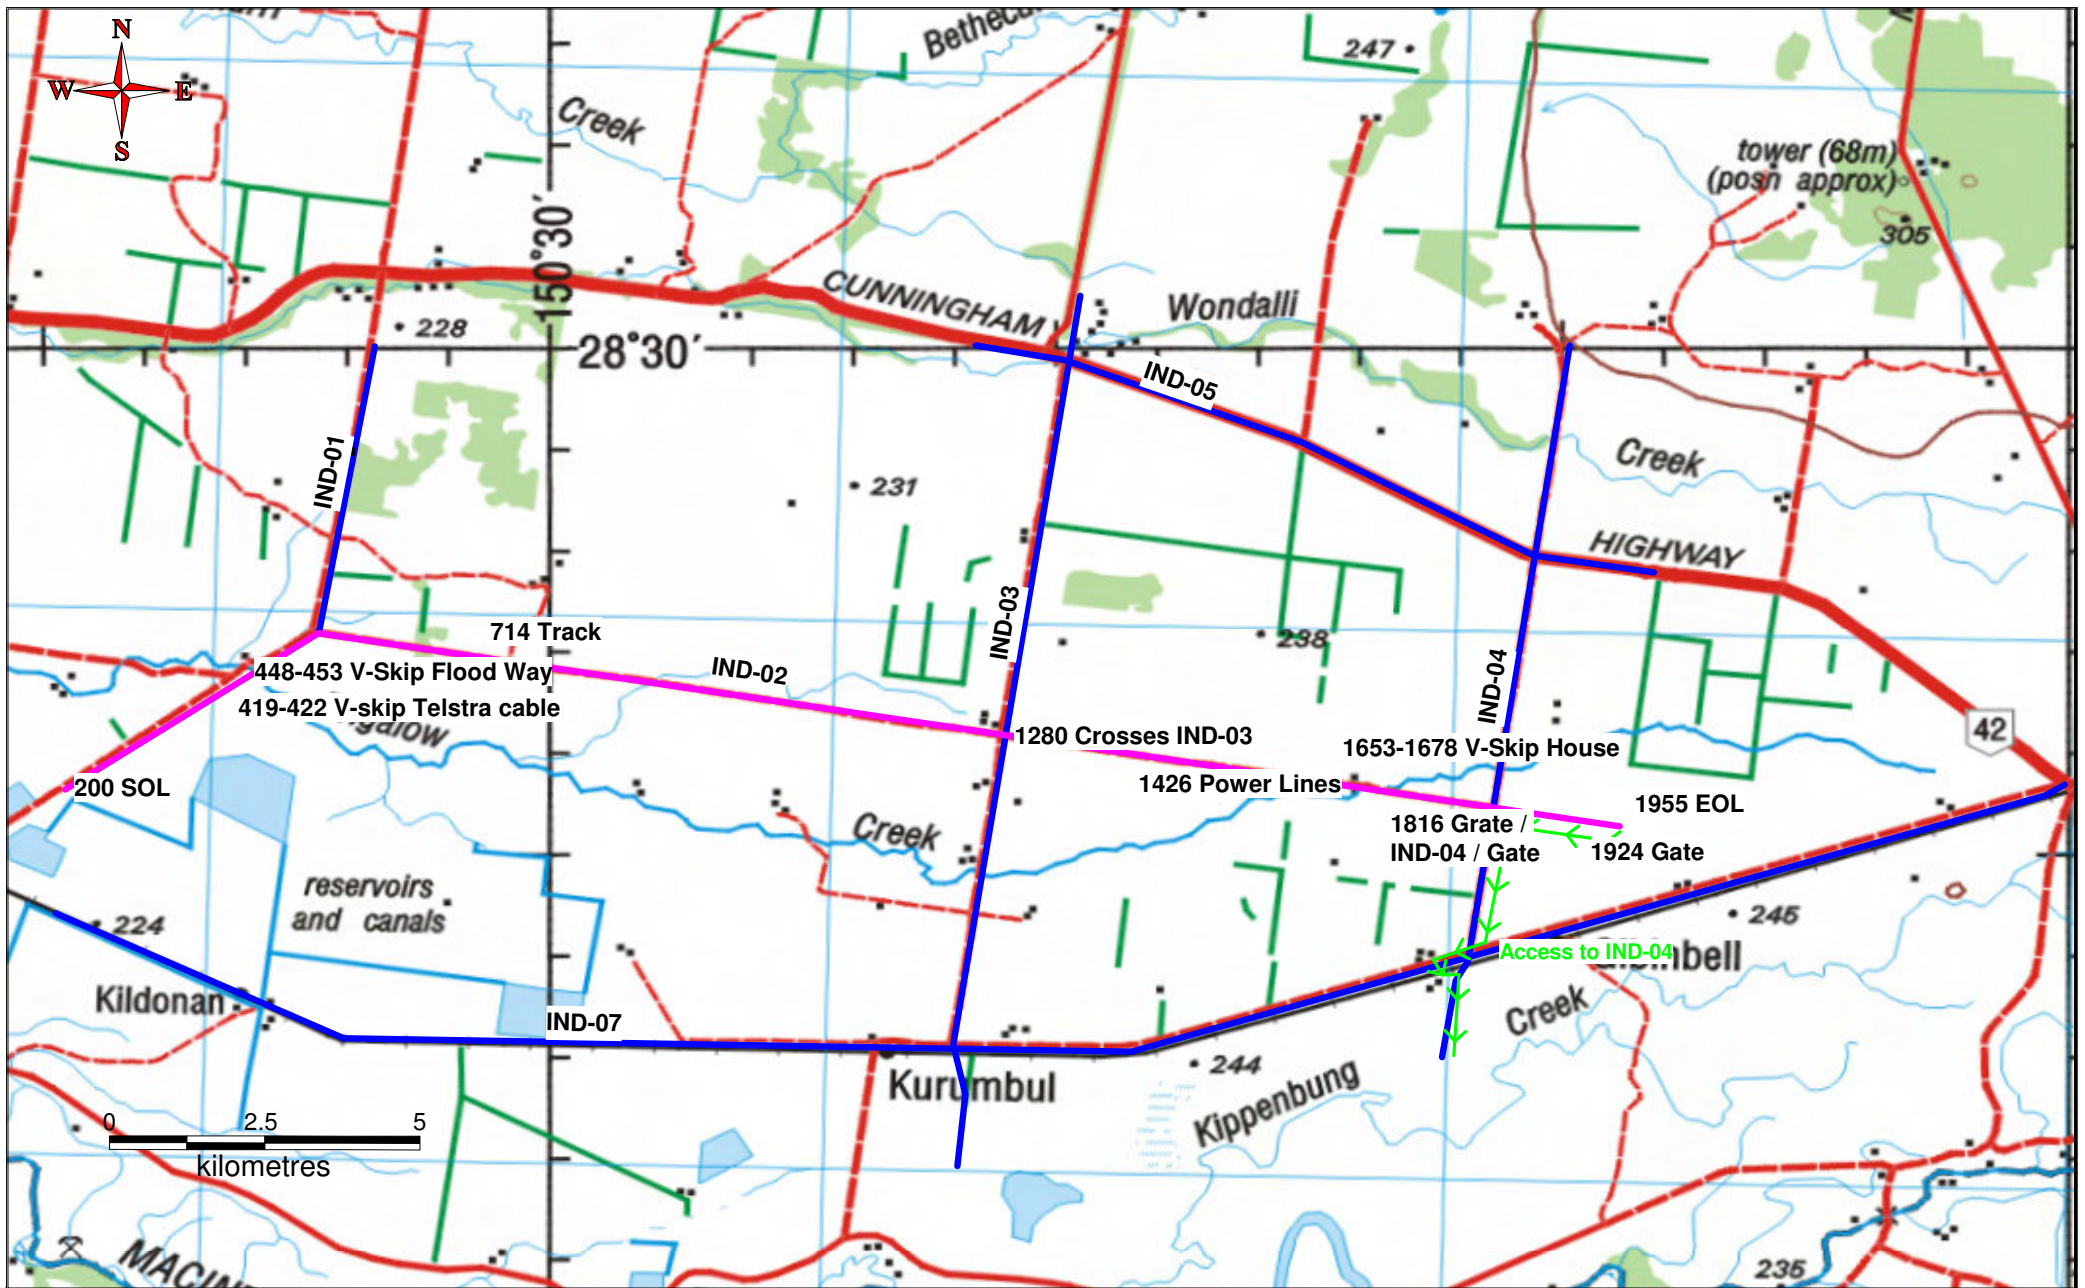 N
W E
S
Creek
247
tower (68m)
(posn approx)
305
150°30´
CUNNINGHAM
Wondalli
228
28°30´
IND-05
IND-01
Creek
231
HIGHWAY
IND-03
238
714 Track
IND-02
IND-04
448-453 V-Skip Flood Way
419-422 V-skip Telstra cable
42
1280 Crosses IND-03
1653-1678 V-Skip House
200 SOL
1426 Power Lines
1955 EOL
Creek
1816 Grate /
IND-04 / Gate
1924 Gate
reservoirs
and canals
224
245
Access to IND-04
Kildonan
Creek
IND-07
244
Kurumbul
Kippenbung
0 2.5 5
kilometres
235